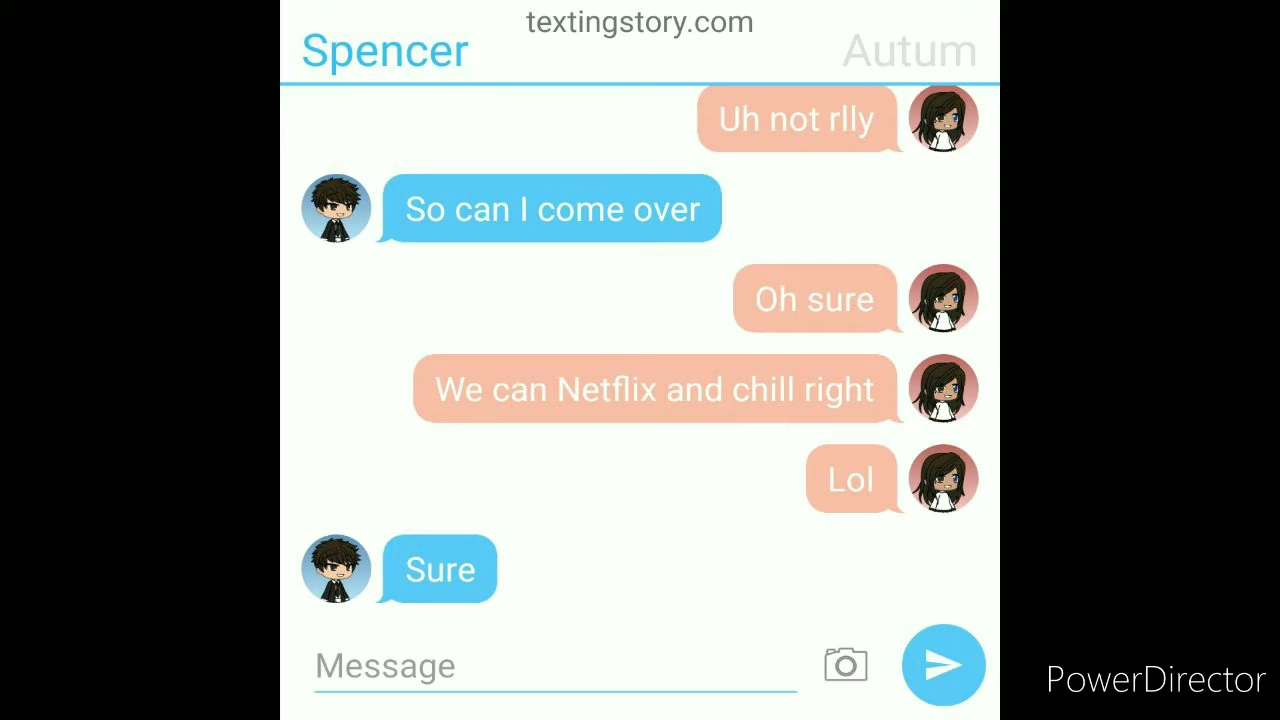 textingstory.com
Spencer
Autum
Uh not rlly
So can I come over
Oh sure
We can Netflix and chill right
Lol
Sure
Message
PowerDirector